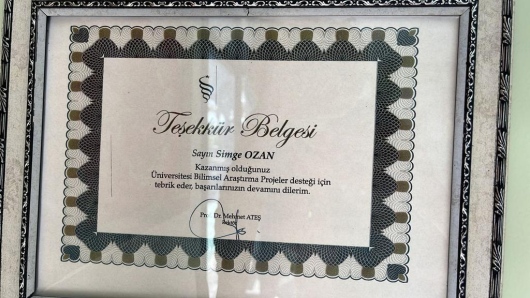 Teşekkür Belgesi
Sayın Simge OZAN
Kazanmış olduğunuz
Üniversitesi Bilimsel Araştırma Projeler desteği için
tebrik eder, başarılarınızın devamını dilerim.
Prof. Dr. Mehmet ATEŞ